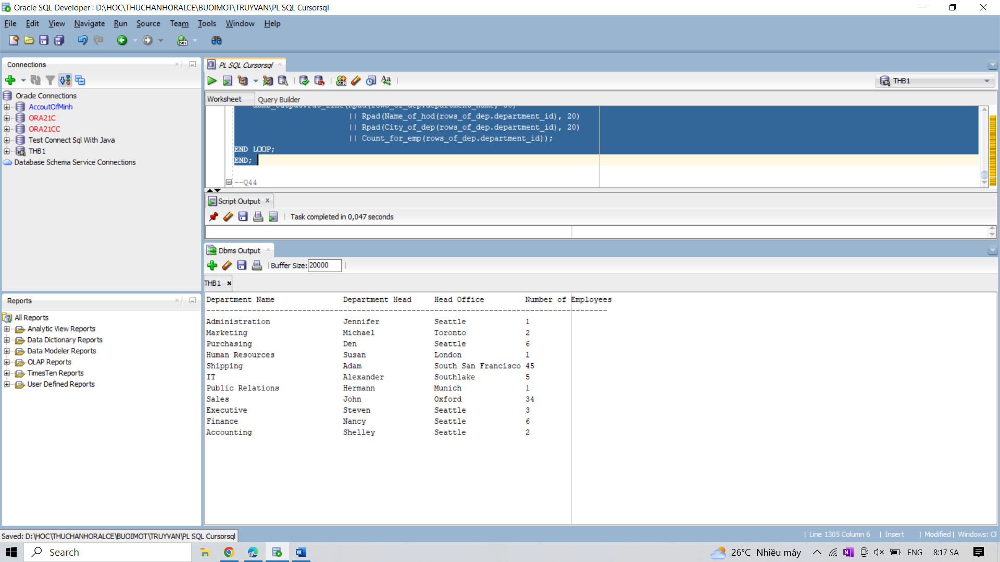 Oracle SQL Developer : D:\HOC\THUCHANHORALCE\BUOIMOT\TRUYVAN\PL SQL Cursorsql
File Edit View Navigate Run Source Team Tools Window Help
Connections
Oracle Connections
AccoutOfMinh
ORA21C
ORA21CC
Test Connect Sql With Java
THB1
Database Schema Service Connections
Reports
All Reports
Analytic View Reports
Data Dictionary Reports
Data Modeler Reports
OLAP Reports
TimesTen Reports
User Defined Reports
PL SQL Cursorsql
THB1
Worksheet Query Builder
|| Rpad(Name_of_hod(rows_of_dep.department_id), 20)
|| Rpad(City_of_dep(rows_of_dep.department_id), 20)
|| Count_for_emp(rows_of_dep.department_id));
END LOOP;
END;
--Q44
Script Output
Task completed in 0,047 seconds
Dbms Output
Buffer Size: 20000
THB1
Department Name Department Head Head Office Number of Employees
----------------------------------------------------------------------------------------
Administration Jennifer Seattle 1
Marketing Michael Toronto 2
Purchasing Den Seattle 6
Human Resources Susan London 1
Shipping Adam South San Francisco 45
IT Alexander Southlake 5
Public Relations Hermann Munich 1
Sales John Oxford 34
Executive Steven Seattle 3
Finance Nancy Seattle 6
Accounting Shelley Seattle 2
Saved: D:\HOC\THUCHANHORALCE\BUOIMOT\TRUYVAN\PL SQL Cursorsql
| Line 1305 Column 6 | Insert | Modified | Windows: CF
Search
26°C Nhiều mây
ENG
8:17 SA